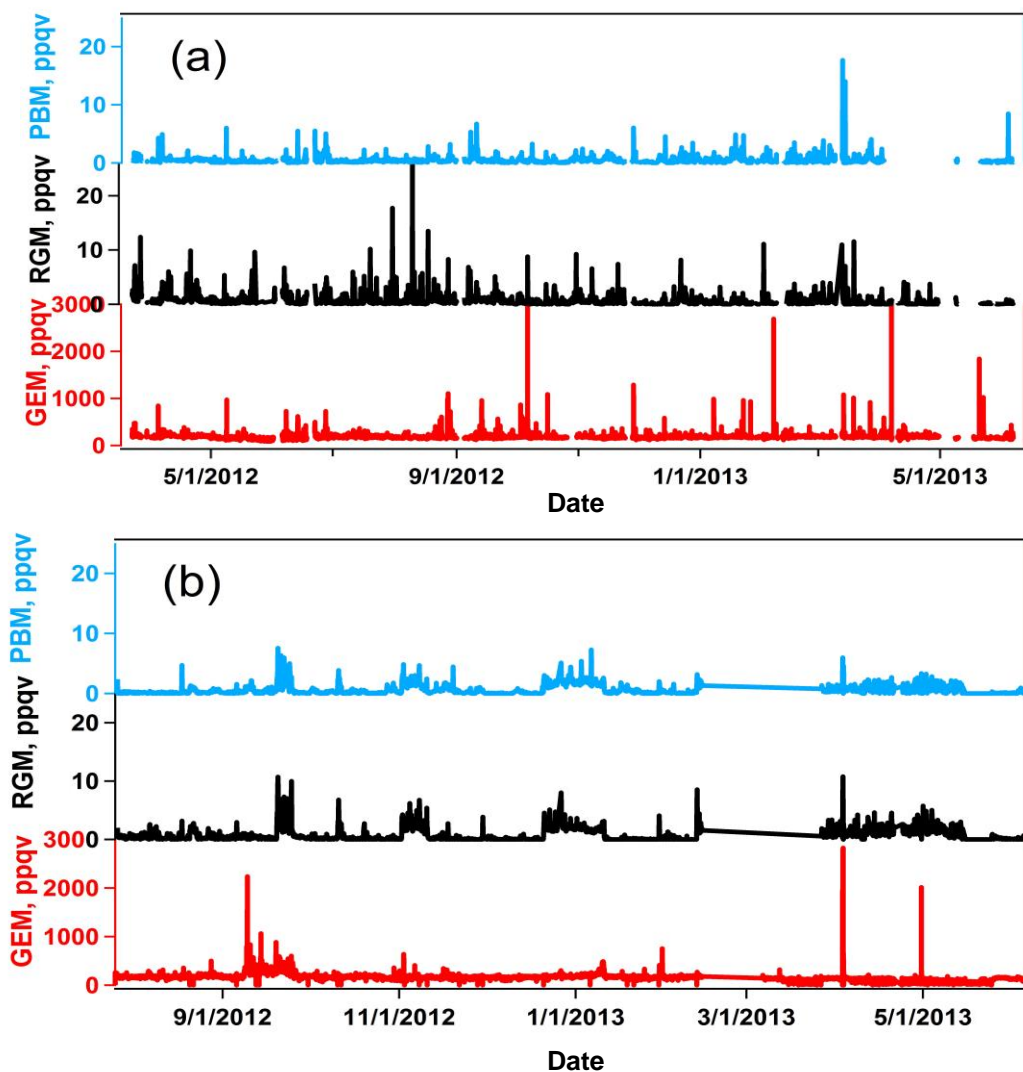 (a)
PBM, ppqv
20
10
0
RGM, ppqv
20
10
0
GEM, ppqv
3000
2000
1000
0
5/1/2012 9/1/2012 1/1/2013 5/1/2013
Date
(b)
PBM, ppqv
20
10
0
RGM, ppqv
20
10
0
GEM, ppqv
3000
2000
1000
0
9/1/2012 11/1/2012 1/1/2013 3/1/2013 5/1/2013
Date